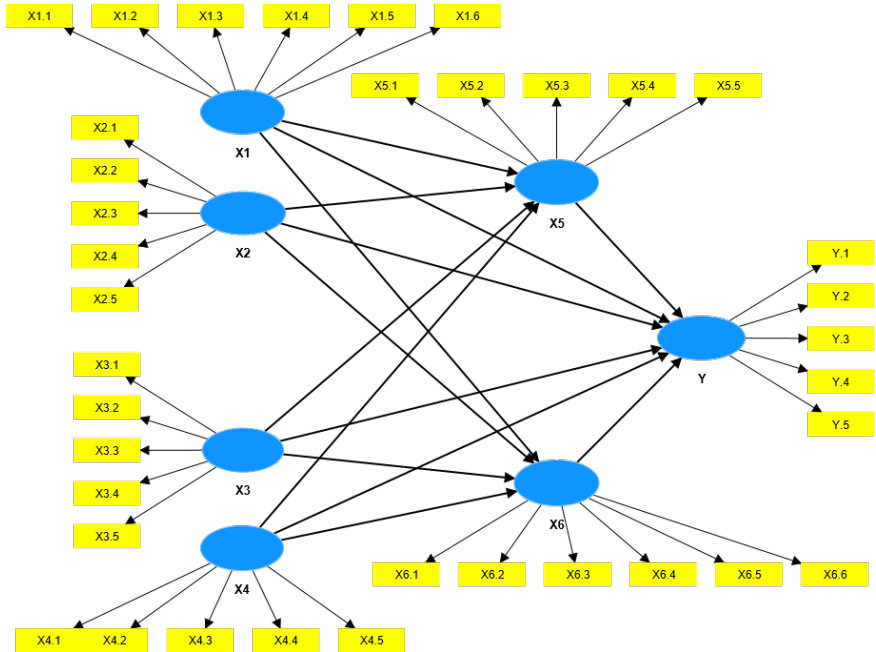 X1.1 X1.2 X1.3 X1.4 X1.5 X1.6
X5.1 X5.2 X5.3 X5.4 X5.5
X1
X2.1
X2.2
X2.3
X2.4
X2.5
X2
X5
Y.1
Y.2
Y.3
Y.4
Y.5
Y
X3.1
X3.2
X3.3
X3.4
X3.5
X3
X6
X6.1 X6.2 X6.3 X6.4 X6.5 X6.6
X4
X4.1 X4.2 X4.3 X4.4 X4.5